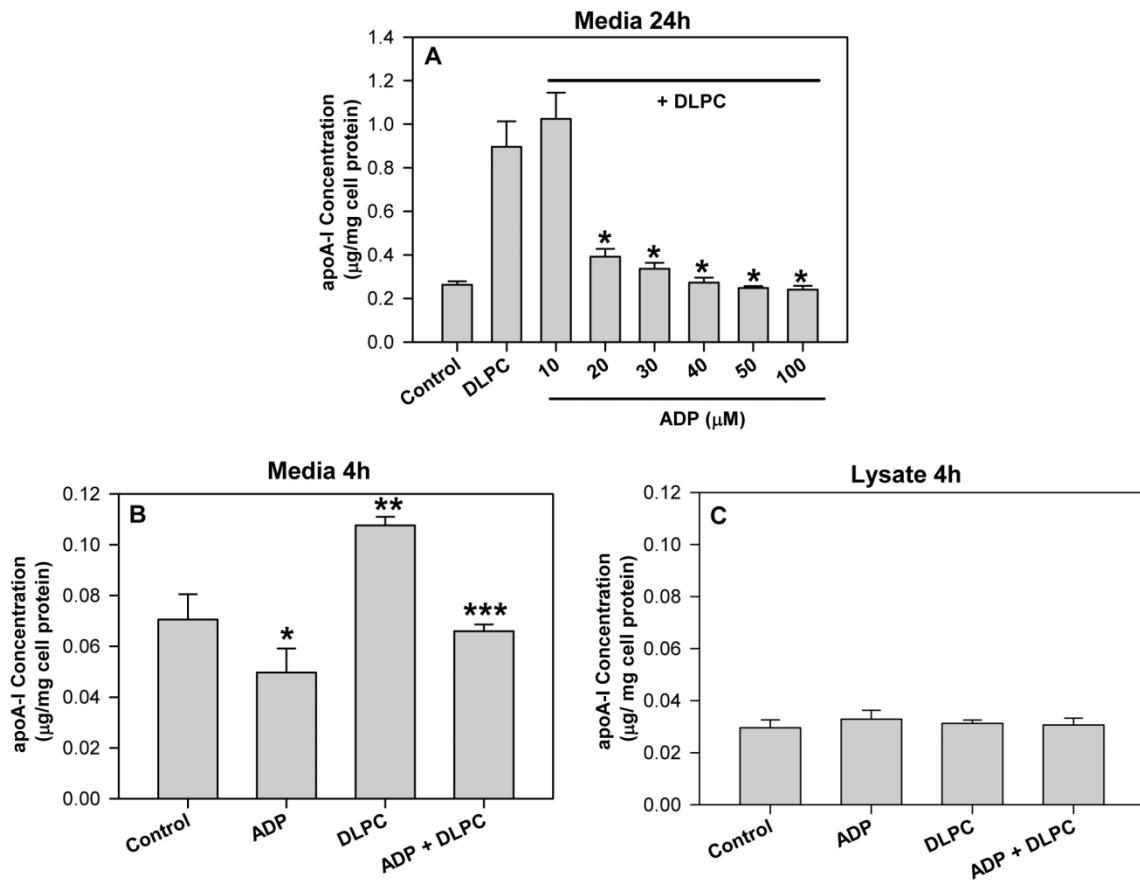 Media 24h
A
apoA-I Concentration
(μg/mg cell protein)
1.4
1.2
1.0
0.8
0.6
0.4
0.2
0.0
+ DLPC
*
*
*
*
*
Control
DLPC
10
20
30
40
50
100
ADP (μM)
Media 4h
B
apoA-I Concentration
(μg/mg cell protein)
0.12
0.10
0.08
0.06
0.04
0.02
0.00
*
**
***
Control
ADP
DLPC
ADP + DLPC
Lysate 4h
C
apoA-I Concentration
(μg/ mg cell protein)
0.12
0.10
0.08
0.06
0.04
0.02
0.00
Control
ADP
DLPC
ADP + DLPC